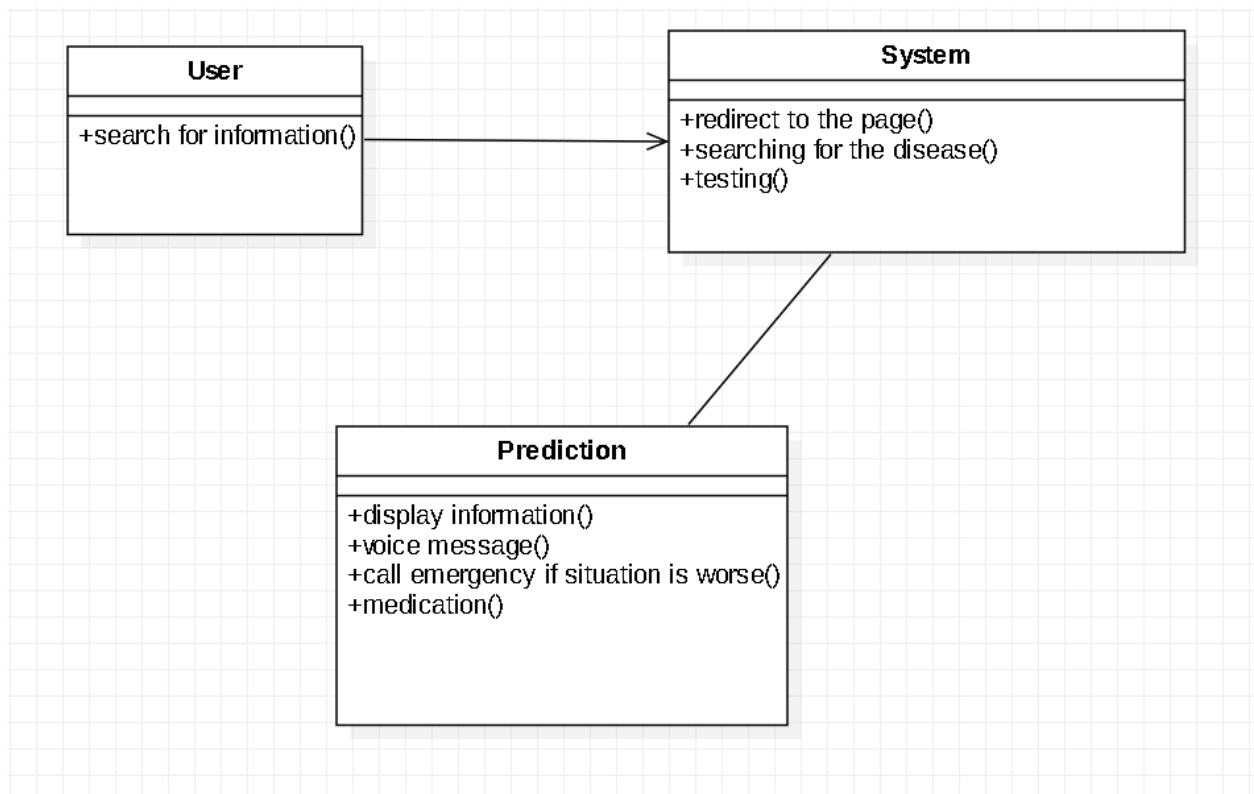 User
+search for information()
System
+redirect to the page()
+searching for the disease()
+testing()
Prediction
+display information()
+voice message()
+call emergency if situation is worse()
+medication()